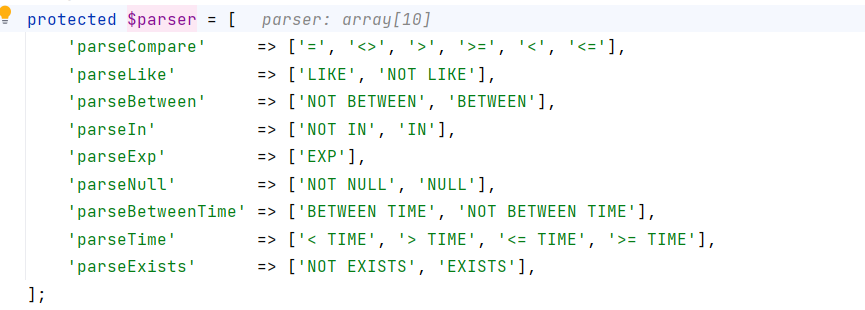 protected $parser = [   parser: array[10]
    'parseCompare'     => ['=', '<>', '>', '>=', '<', '<='],
    'parseLike'        => ['LIKE', 'NOT LIKE'],
    'parseBetween'     => ['NOT BETWEEN', 'BETWEEN'],
    'parseIn'          => ['NOT IN', 'IN'],
    'parseExp'         => ['EXP'],
    'parseNull'        => ['NOT NULL', 'NULL'],
    'parseBetweenTime' => ['BETWEEN TIME', 'NOT BETWEEN TIME'],
    'parseTime'        => ['< TIME', '> TIME', '<= TIME', '>= TIME'],
    'parseExists'      => ['NOT EXISTS', 'EXISTS'],
];